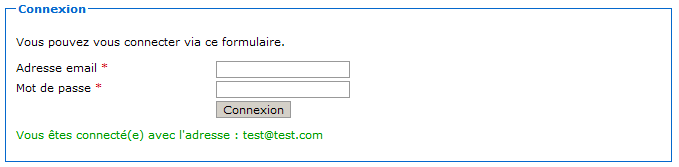 Connexion
Vous pouvez vous connecter via ce formulaire.
Adresse email *
Mot de passe *
Connexion
Vous êtes connecté(e) avec l'adresse : test@test.com